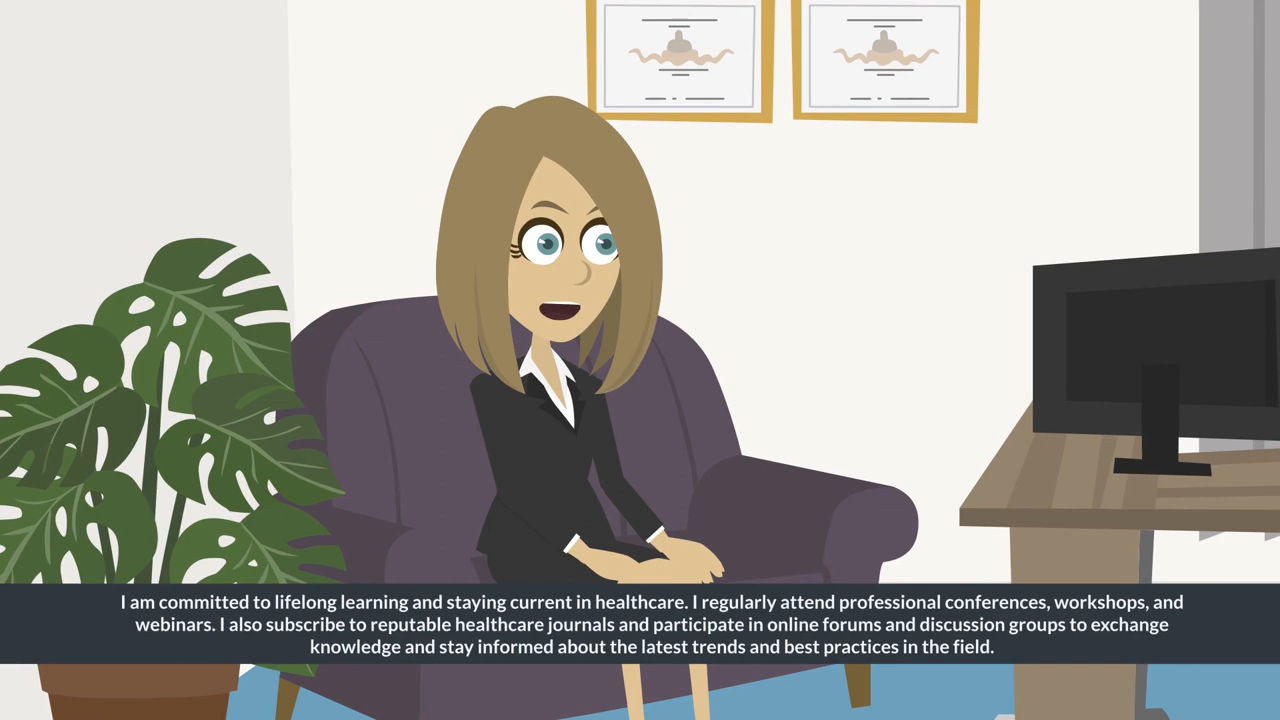 I am committed to lifelong learning and staying current in healthcare. I regularly attend professional conferences, workshops, and
webinars. I also subscribe to reputable healthcare journals and participate in online forums and discussion groups to exchange
knowledge and stay informed about the latest trends and best practices in the field.